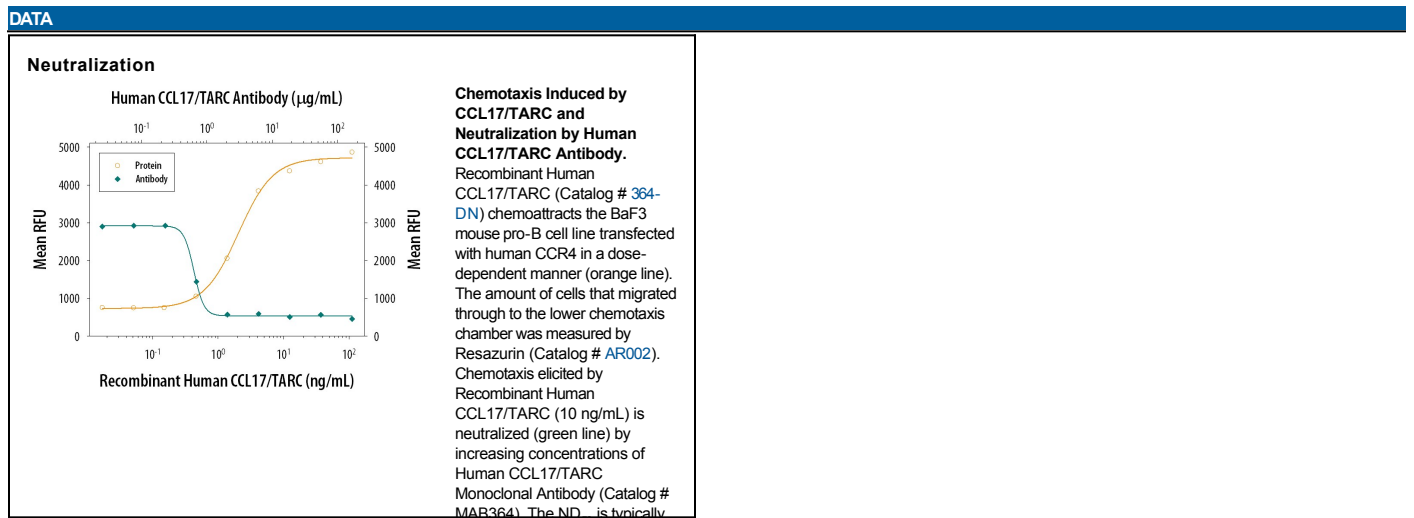 DATA
Neutralization
Human CCL17/TARC Antibody (µg/mL)
10-1 100 101 102
5000 5000
Protein
Antibody
4000 4000
3000 3000
2000 2000
1000 1000
0 0
Mean RFU
Mean RFU
10-1 100 101 102
Recombinant Human CCL17/TARC (ng/mL)
Chemotaxis Induced by
CCL17/TARC and
Neutralization by Human
CCL17/TARC Antibody.
Recombinant Human
CCL17/TARC (Catalog # 364-
DN) chemoattracts the BaF3
mouse pro-B cell line transfected
with human CCR4 in a dose-
dependent manner (orange line).
The amount of cells that migrated
through to the lower chemotaxis
chamber was measured by
Resazurin (Catalog # AR002).
Chemotaxis elicited by
Recombinant Human
CCL17/TARC (10 ng/mL) is
neutralized (green line) by
increasing concentrations of
Human CCL17/TARC
Monoclonal Antibody (Catalog #
MAB364). The ND is typically